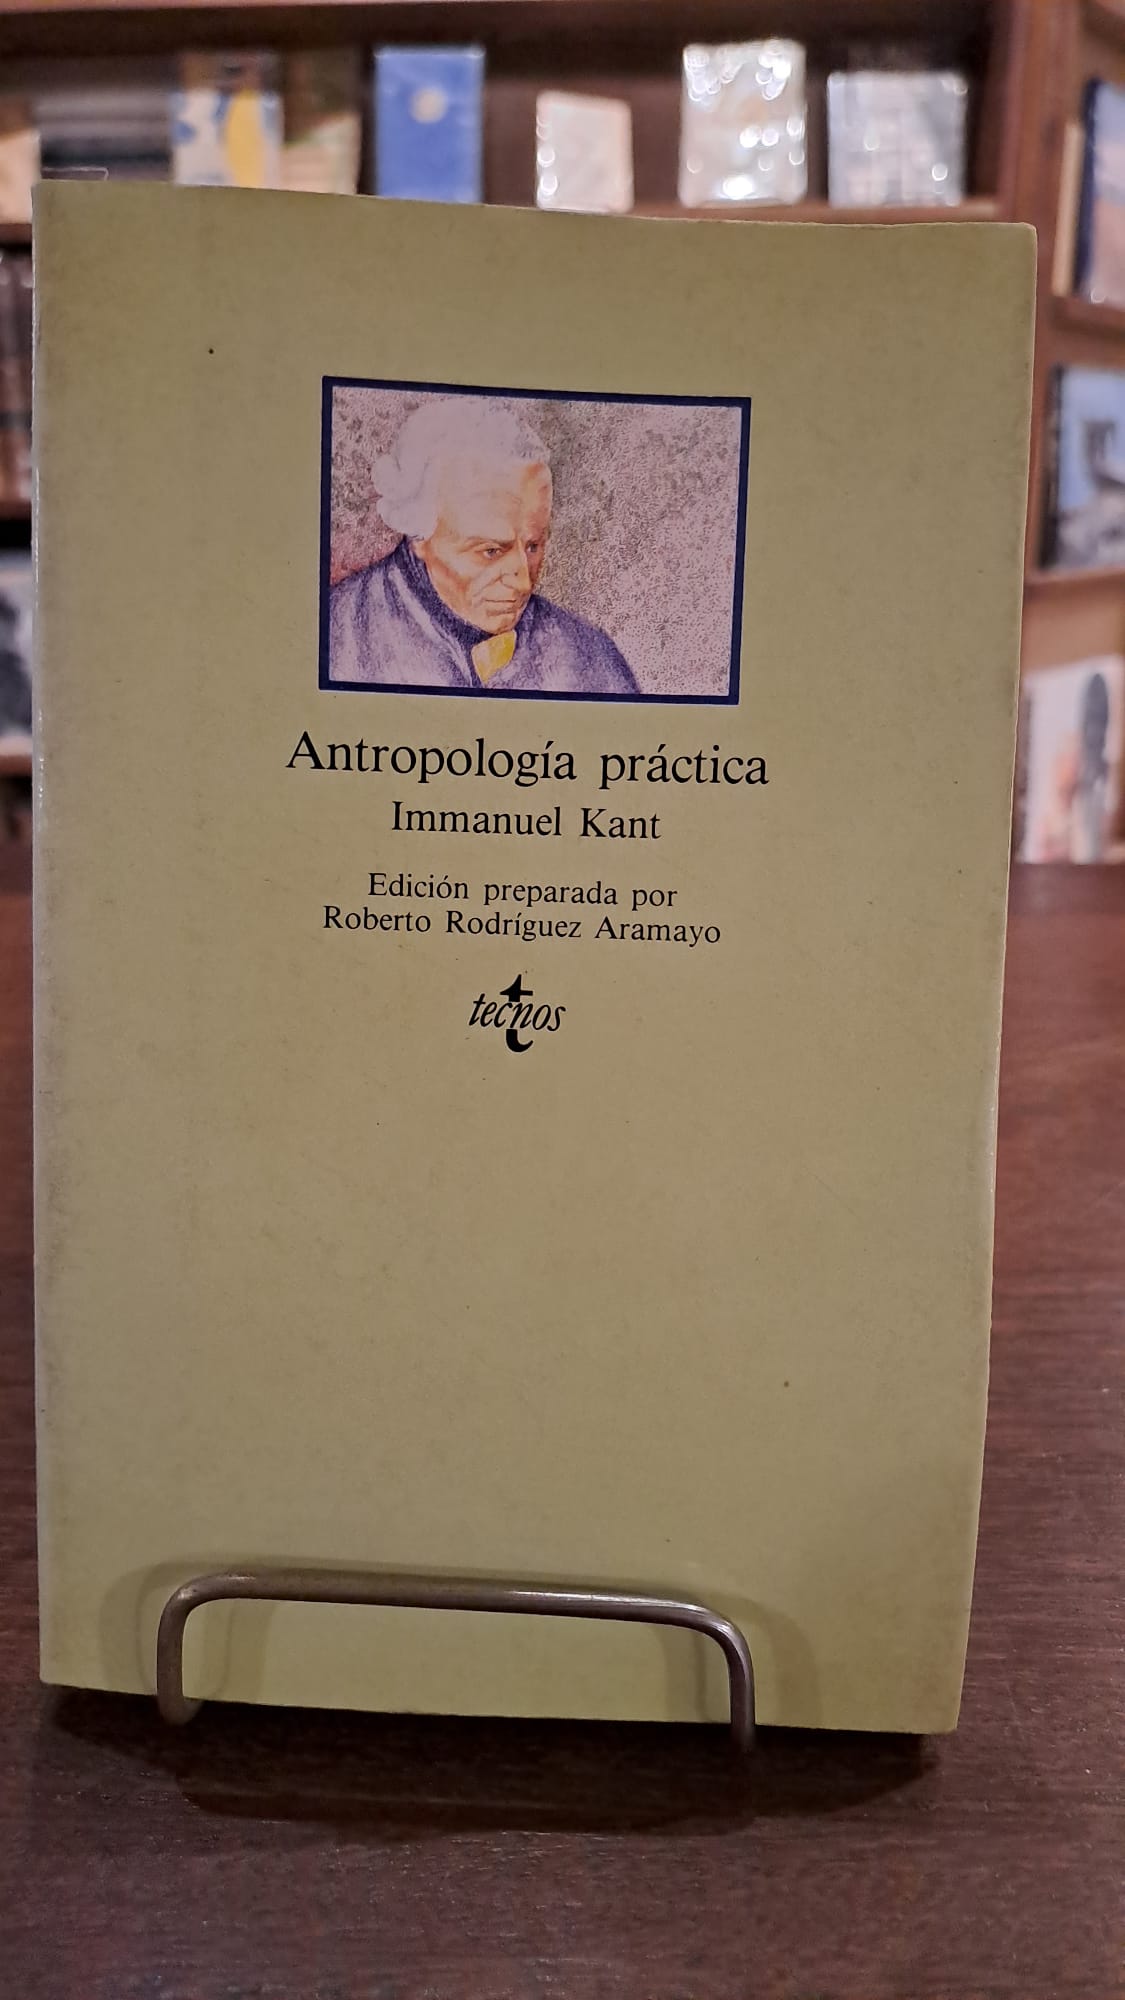 Antropología práctica
Immanuel Kant
Edición preparada por
Roberto Rodríguez Aramayo
tecnos